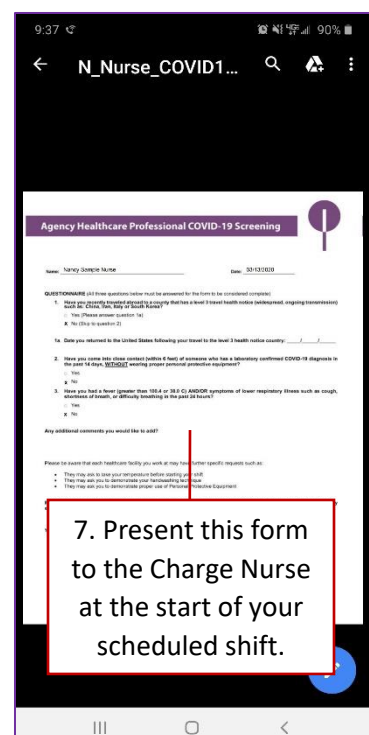 9:37
90%
N_Nurse_COVID1...
Agency Healthcare Professional COVID-19 Screening
Name: Nancy Sample Nurse Date: 03/13/2020
QUESTIONNAIRE (All three questions below must be answered for the form to be considered complete)
1. Have you recently traveled abroad to a county that has a level 3 travel health notice (widespread, ongoing transmission)
such as: China, Iran, Italy or South Korea?
Yes (Please answer question 1a)
x No (Skip to question 2)
1a. Date you returned to the United States following your travel to the level 3 health notice country: ___/___/___
2. Have you come into close contact (within 6 feet) of someone who has a laboratory confirmed COVID-19 diagnosis in
the past 14 days, WITHOUT wearing proper personal protective equipment?
Yes
x No
3. Have you had a fever (greater than 100.4 or 38.0 C) AND/OR symptoms of lower respiratory illness such as cough,
shortness of breath, or difficulty breathing in the past 24 hours?
Yes
x No
Any additional comments you would like to add?
Please be aware that each healthcare facility you work at may have further specific requests such as:
• They may ask to take your temperature before starting your shift
• They may ask you to demonstrate your handwashing technique
• They may ask you to demonstrate proper use of Personal Protective Equipment
7. Present this form
to the Charge Nurse
at the start of your
scheduled shift.